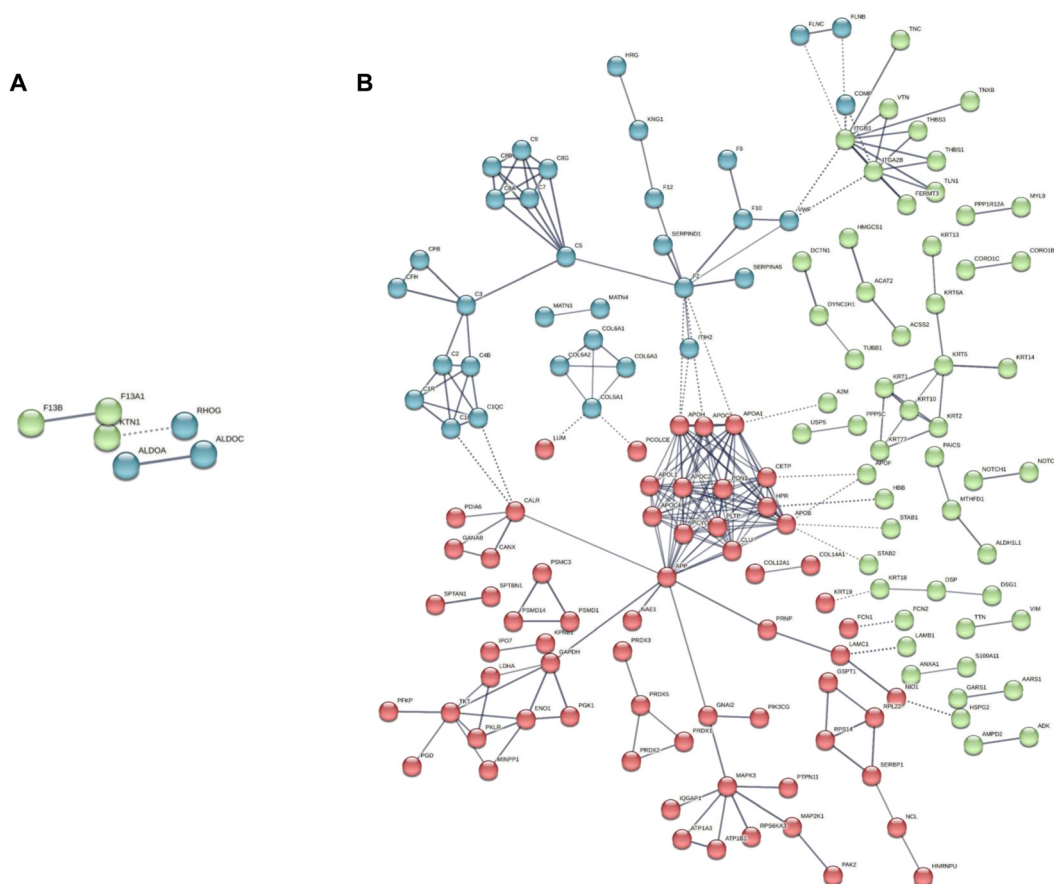 A
B
F13B
F13A1
KTN1
RHOG
ALDOA
ALDOC
FLNC
FLNB
TNC
HRG
COMP
VTN
TNXB
KNG1
ITGB3
THBS3
C9
C8B
C8G
F9
ITGA2B
THBS1
C8A
C7
F12
TLN1
FERMT3
F10
VWF
PPP1R12A
MYL9
SERPIND1
C5
HMGCS1
KRT13
CFB
DCTN1
CORO1C
CORO1B
CFH
F2
SERPINA5
ACAT2
KRT6A
C3
MATN1
MATN4
DYNC1H1
ACSS2
COL6A1
ITIH2
TUBB1
C2
C4B
COL6A2
COL6A3
KRT5
KRT14
C1R
KRT1
COL5A1
A2M
KRT10
C1QC
APOH
APOA1
USP5
PPP5C
KRT2
LUM
PCOLCE
KRT77
PAICS
CETP
APOF
NOTCH1
APOL1
APOC3
PON1
HPR
HBB
MTHFD1
CALR
PLTP
APOB
STAB1
PDIA6
ALDH1L1
GANAB
CANX
CLU
STAB2
COL12A1
COL14A1
APP
PSMC3
KRT19
KRT18
DSP
DSG1
SPTAN1
SPTBN1
PSMD14
PSMD1
NAE1
PRNP
FCN1
FCN2
TTN
VIM
IPO7
KPNB1
PRDX3
LAMC1
LAMB1
GAPDH
LDHA
ANXA1
S100A11
GSPT1
NID1
GARS1
AARS1
PFKP
TKT
ENO1
PGK1
PRDX5
GNAI2
PIK3CG
RPL22
HSPG2
PKLR
PRDX1
RPS14
AMPD2
ADK
PGD
MINPP1
PRDX2
SERBP1
MAPK3
PTPN11
IQGAP1
ATP1A3
ATP1B1
RPS6KA3
MAP2K1
NCL
PAK2
HNRNPU